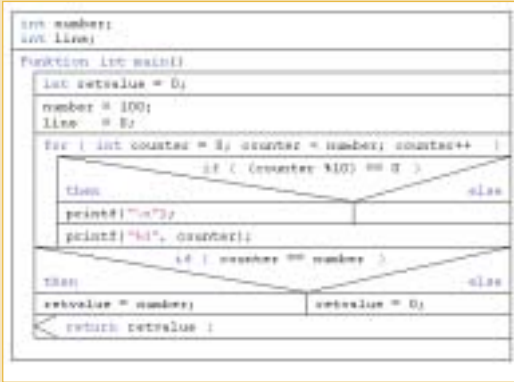 int number;
int line;
Funktion int main()
int retvalue = 0;
number = 100;
line = 0;
for ( int counter = 0; counter < number; counter++ )
if ( (counter %10) == 0 )
then else
printf("\n");
printf("%d", counter);
if ( counter == number )
then else
retvalue = number; retvalue = 0;
return retvalue ;